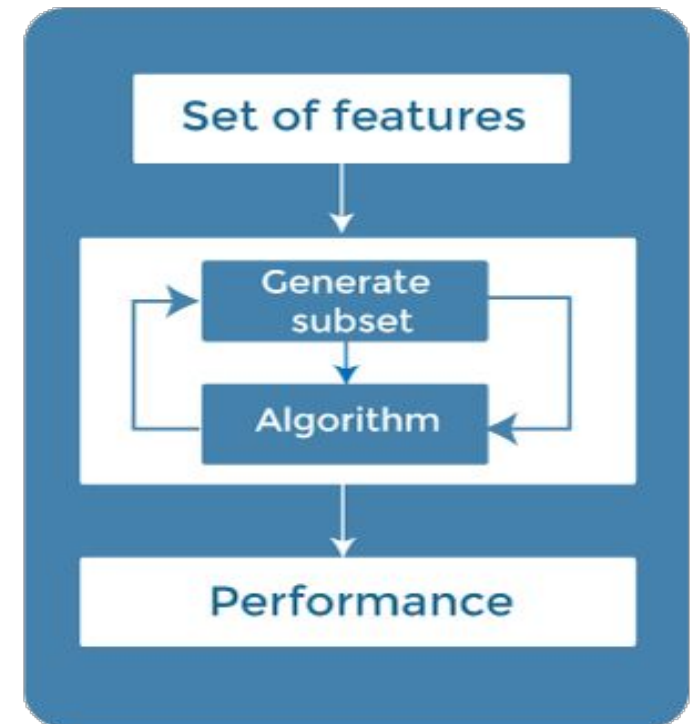 Set of features
Generate
subset
Algorithm
Performance